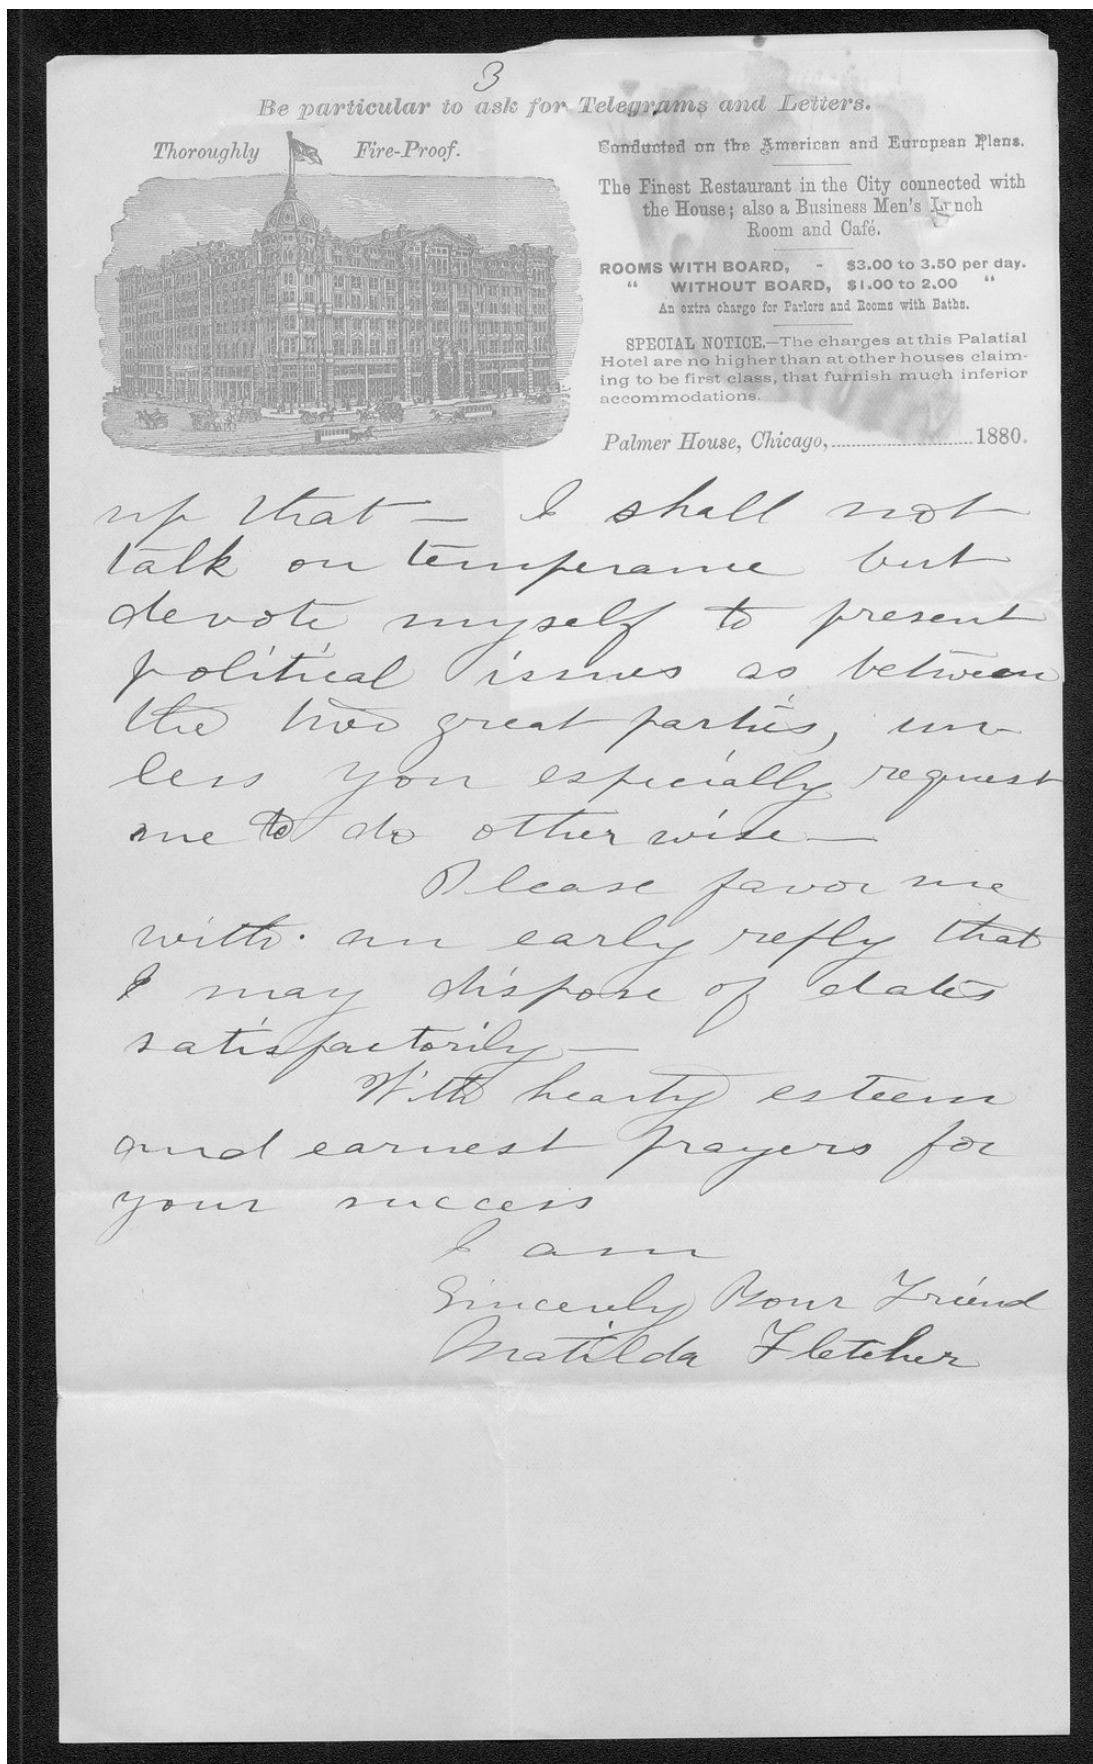 3
Be particular to ask for Telegrams and Letters.
Thoroughly Fire-Proof.
Conducted on the American and European Plans.
The Finest Restaurant in the City connected with
the House; also a Business Men's Lunch
Room and Café.
ROOMS WITH BOARD, - $3.00 to 3.50 per day.
" WITHOUT BOARD, $1.00 to 2.00 "
An extra charge for Parlors and Rooms with Baths.
SPECIAL NOTICE.—The charges at this Palatial
Hotel are no higher than at other houses claim-
ing to be first class, that furnish much inferior
accommodations.
Palmer House, Chicago, 1880.
up that — I shall not
talk on temperance but
devote myself to present
political issues as between
the two great parties, un-
less you especially request
me to do otherwise —
Please favor me
with an early reply that
I may dispose of dates
satisfactorily —
With hearty esteem
and earnest prayers for
your success
I am
Sincerely Your Friend
Matilda Fletcher